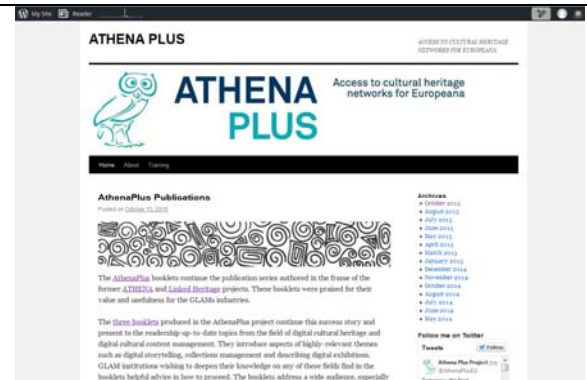 My Site Reader
ATHENA PLUS
ACCESS TO CULTURAL HERITAGE
NETWORKS FOR EUROPEANA
ATHENA
PLUS
Access to cultural heritage
networks for Europeana
Home About Training
AthenaPlus Publications
Posted on October 10, 2015
The AthenaPlus booklets continue the publication series authored in the frame of the
former ATHENA and Linked Heritage projects. These booklets were praised for their
value and usefulness for the GLAMs industries.
The three booklets produced in the AthenaPlus project continue this success story and
present to the readership up-to-date topics from the field of digital cultural heritage and
digital cultural content management. They introduce aspects of highly-relevant themes
such as digital storytelling, collections management and describing digital exhibitions.
GLAM institutions wishing to deepen their knowledge on any of these fields find in the
booklets helpful advice in how to proceed. The booklets address a wide audience, especially
Archives
October 2015
August 2015
July 2015
June 2015
May 2015
April 2015
March 2015
January 2015
December 2014
November 2014
October 2014
August 2014
July 2014
June 2014
May 2014
Follow me on Twitter
Tweets Follow
Athena Plus Project
@AthenaPlusEU